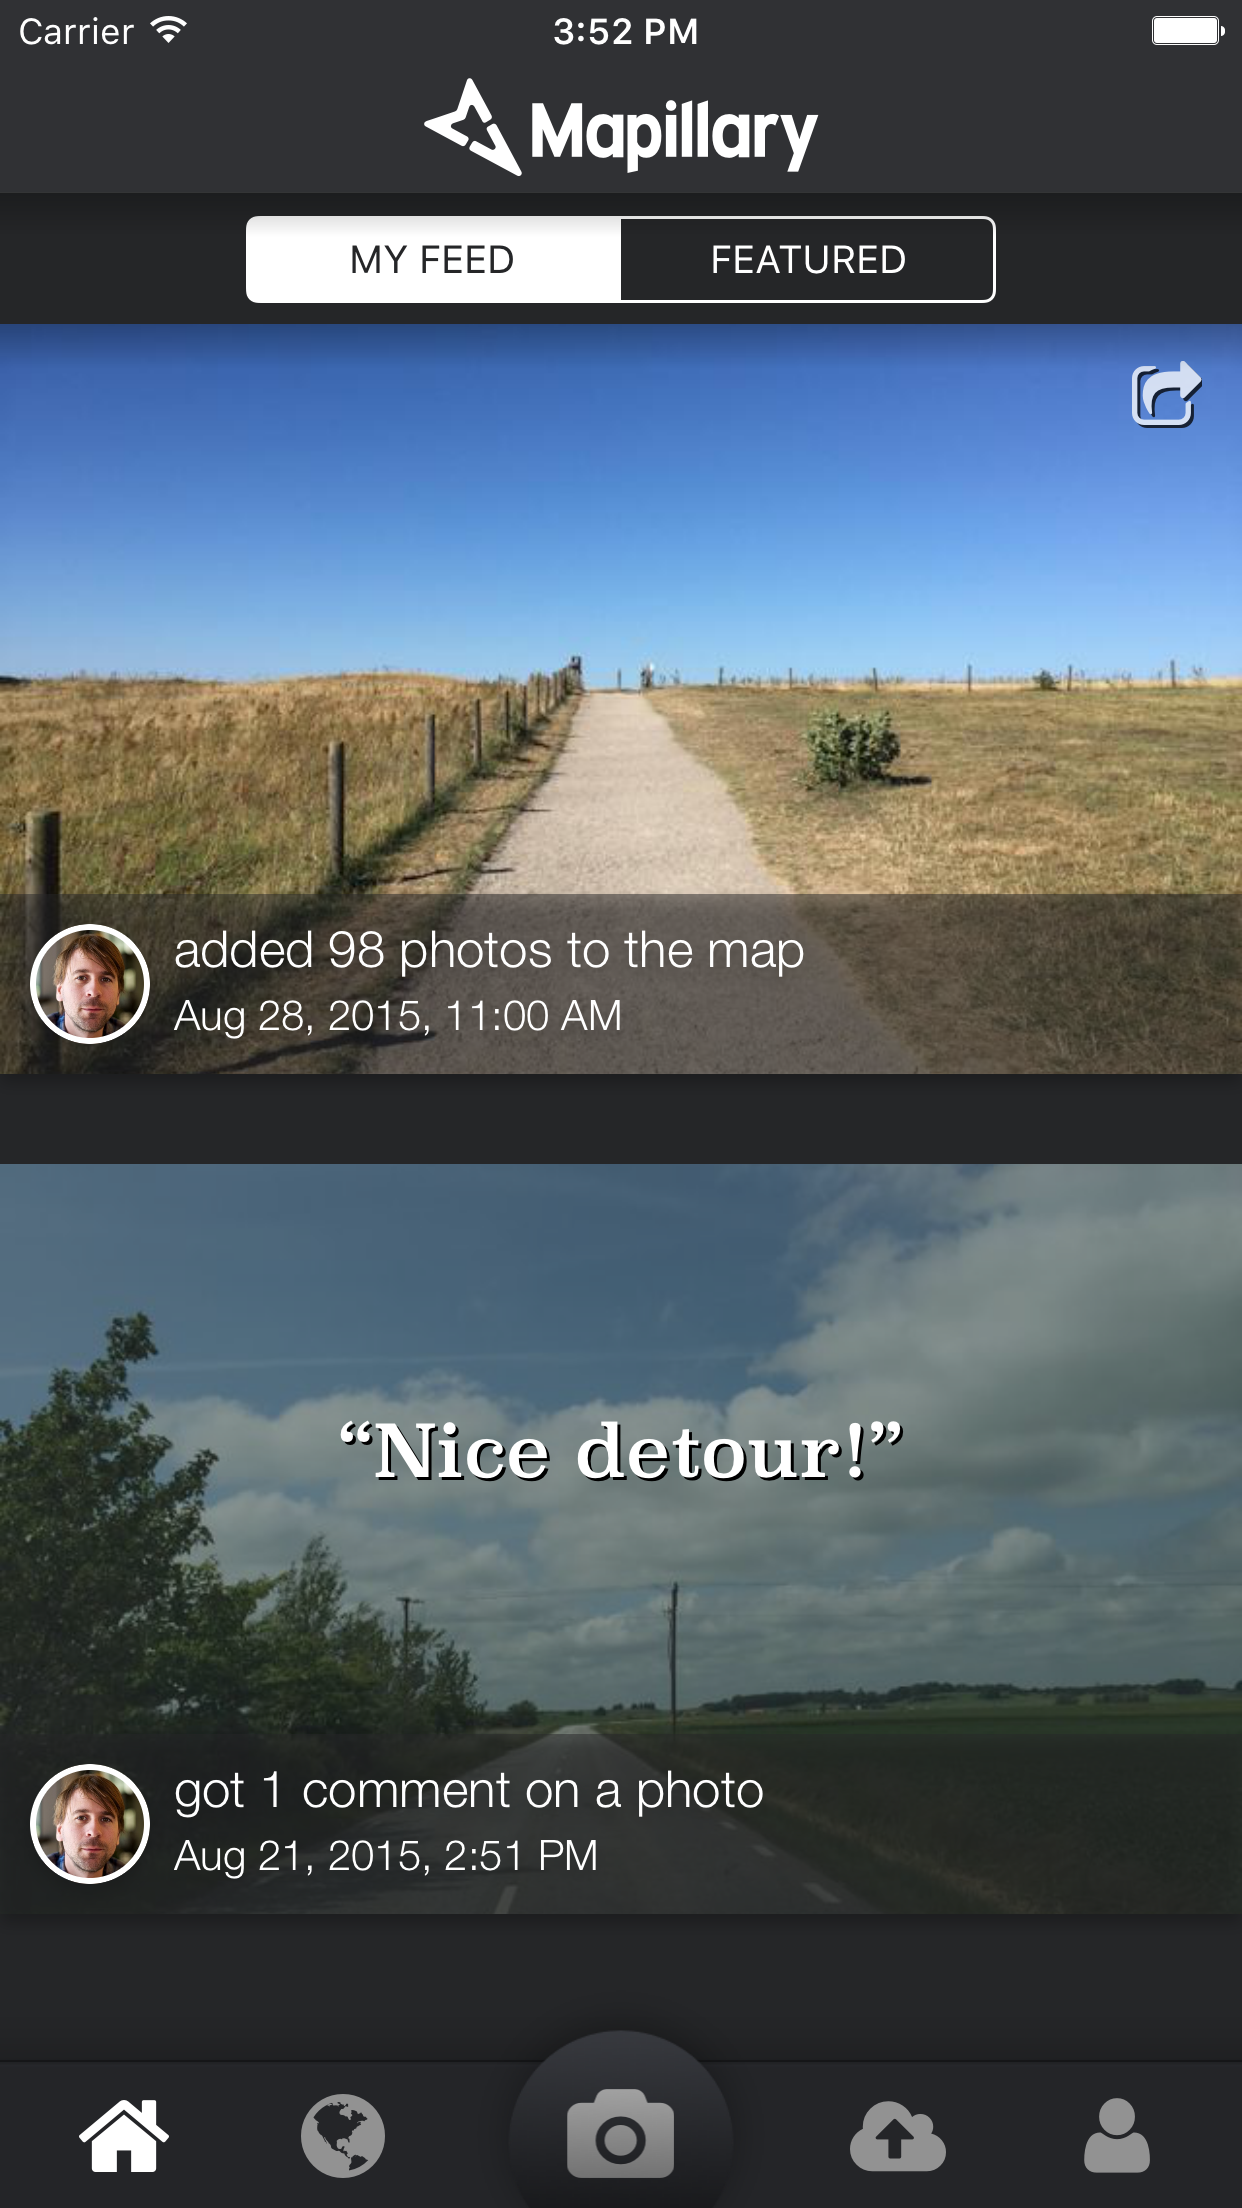 Carrier 3:52 PM
Mapillary
MY FEED FEATURED
added 98 photos to the map
Aug 28, 2015, 11:00 AM
“Nice detour!”
got 1 comment on a photo
Aug 21, 2015, 2:51 PM